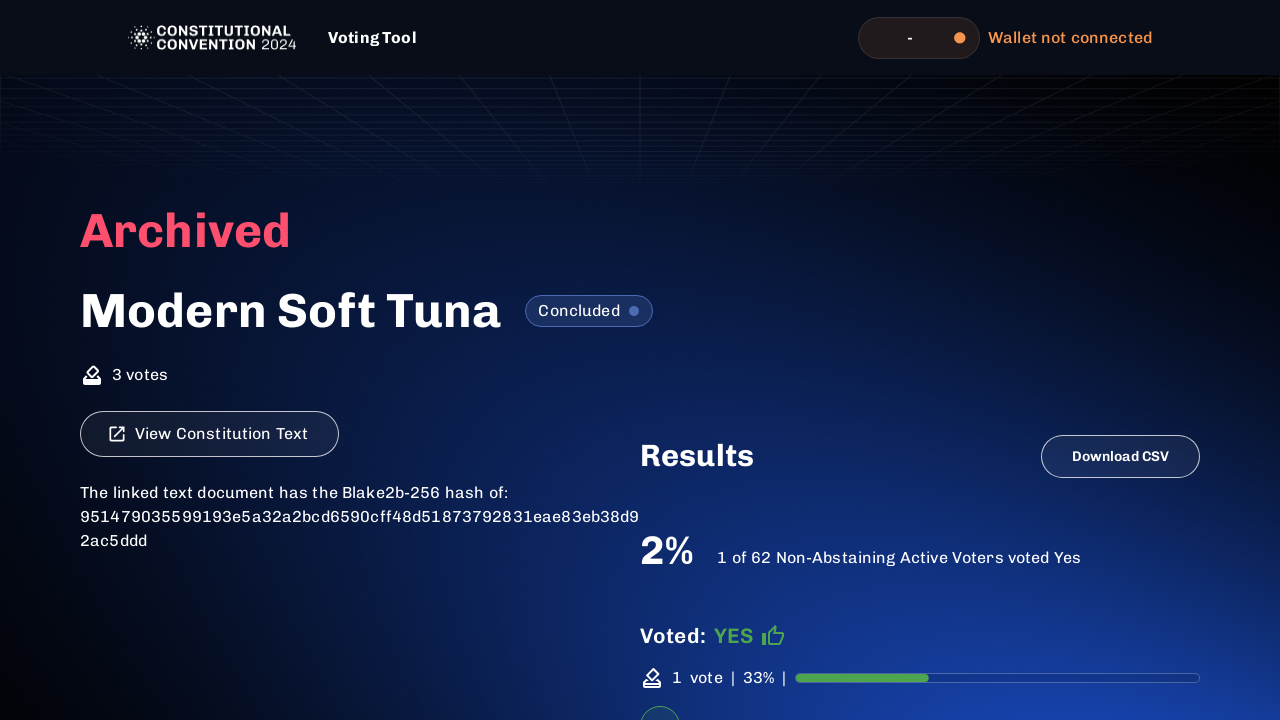 CONSTITUTIONAL
CONVENTION 2024
Voting Tool
-
Wallet not connected
Archived
Modern Soft Tuna
Concluded
3 votes
View Constitution Text
The linked text document has the Blake2b-256 hash of:
951479035599193e5a32a2bcd6590cff48d51873792831eae83eb38d9
2ac5ddd
Results
Download CSV
2%
1 of 62 Non-Abstaining Active Voters voted Yes
Voted: YES
1 vote | 33% |